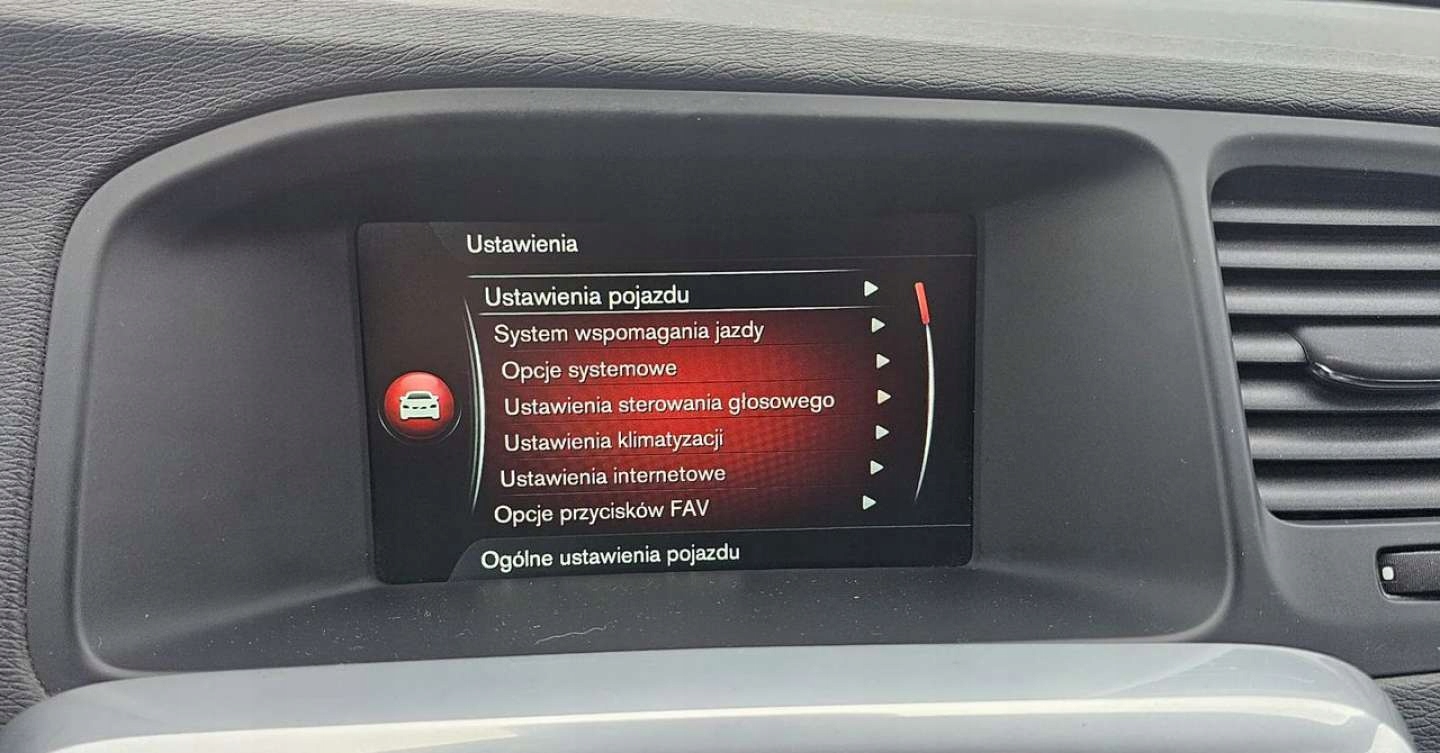 Ustawienia
Ustawienia pojazdu
System wspomagania jazdy
Opcje systemowe
Ustawienia sterowania głosowego
Ustawienia klimatyzacji
Ustawienia internetowe
Opcje przycisków FAV
Ogólne ustawienia pojazdu